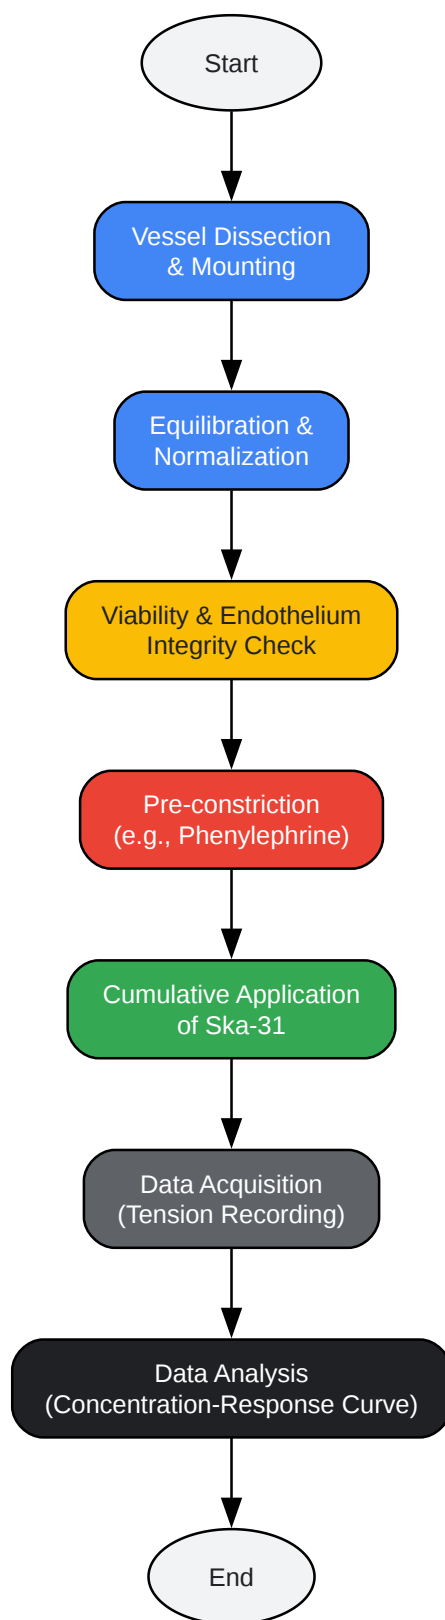 Start
Vessel Dissection
& Mounting
Equilibration &
Normalization
Viability & Endothelium
Integrity Check
Pre-constriction
(e.g., Phenylephrine)
Cumulative Application
of Ska-31
Data Acquisition
(Tension Recording)
Data Analysis
(Concentration-Response Curve)
End